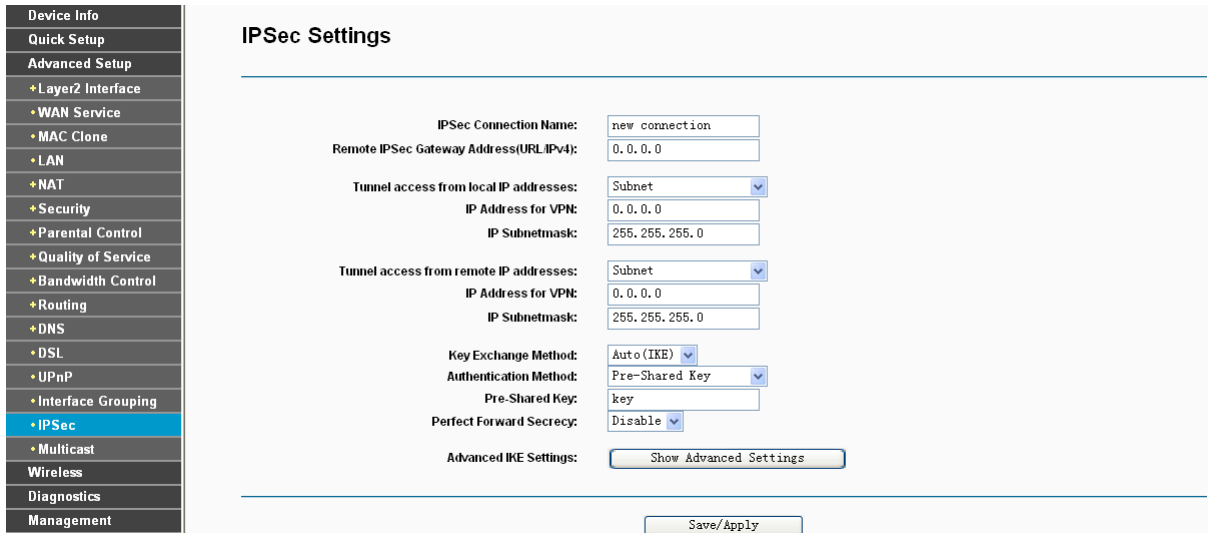 Device Info
Quick Setup
Advanced Setup
+Layer2 Interface
•WAN Service
•MAC Clone
•LAN
+NAT
+Security
+Parental Control
+Quality of Service
+Bandwidth Control
+Routing
+DNS
•DSL
•UPnP
•Interface Grouping
•IPSec
•Multicast
Wireless
Diagnostics
Management
IPSec Settings
IPSec Connection Name: new connection
Remote IPSec Gateway Address(URL/IPv4): 0.0.0.0
Tunnel access from local IP addresses: Subnet
IP Address for VPN: 0.0.0.0
IP Subnetmask: 255.255.255.0
Tunnel access from remote IP addresses: Subnet
IP Address for VPN: 0.0.0.0
IP Subnetmask: 255.255.255.0
Key Exchange Method: Auto(IKE)
Authentication Method: Pre-Shared Key
Pre-Shared Key: key
Perfect Forward Secrecy: Disable
Advanced IKE Settings: Show Advanced Settings
Save/Apply